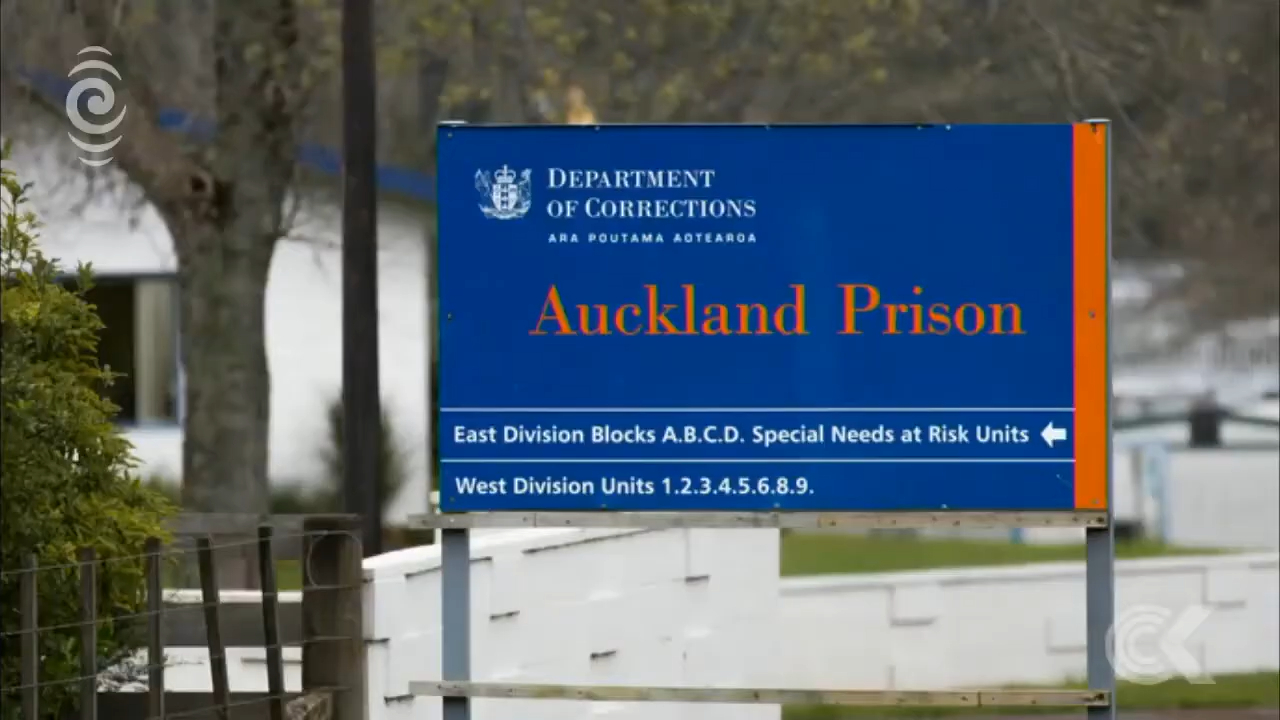 DEPARTMENT
OF CORRECTIONS
ARA POUTAMA AOTEAROA
Auckland Prison
East Division Blocks A.B.C.D. Special Needs at Risk Units
West Division Units 1.2.3.4.5.6.8.9.
CK